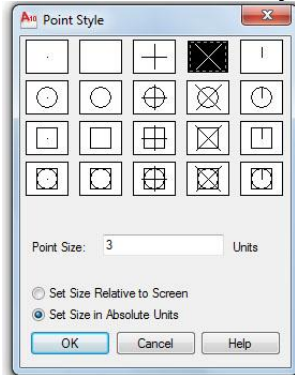 A10 Point Style
Point Size: 3 Units
Set Size Relative to Screen
Set Size in Absolute Units
OK Cancel Help